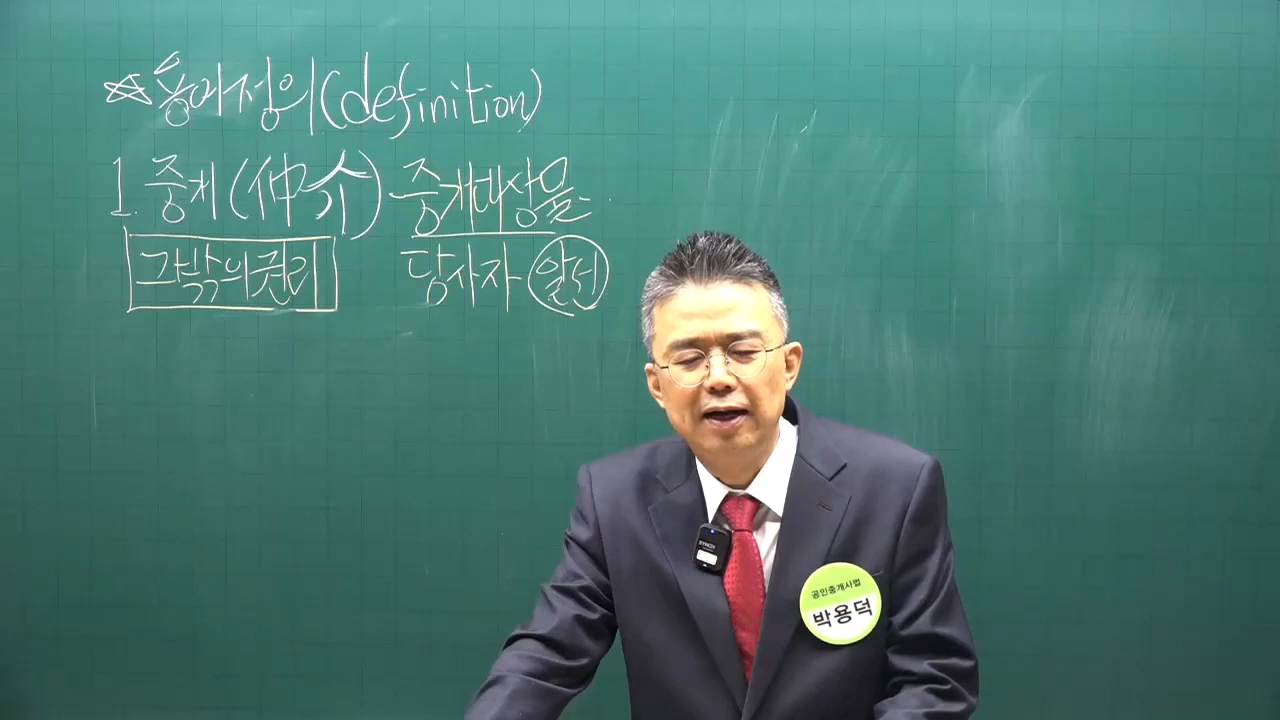 ☆용어정의(definition)
1. 중개(仲介) 중개대상물
그밖의권리 당사자 알선
공인중개사법
박용덕